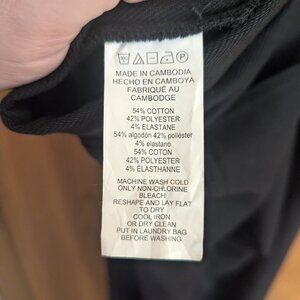 MADE IN CAMBODIA
HECHO EN CAMBOYA
FABRIQUÉ AU
CAMBODGE
54% COTTON
42% POLYESTER
4% ELASTANE
54% algodón 42% poliéster
4% elastano
54% COTON
42% POLYESTER
4% ÉLASTHANNE
MACHINE WASH COLD
ONLY NON-CHLORINE
BLEACH
RESHAPE AND LAY FLAT
TO DRY
COOL IRON
OR DRY CLEAN
PUT IN LAUNDRY BAG
BEFORE WASHING